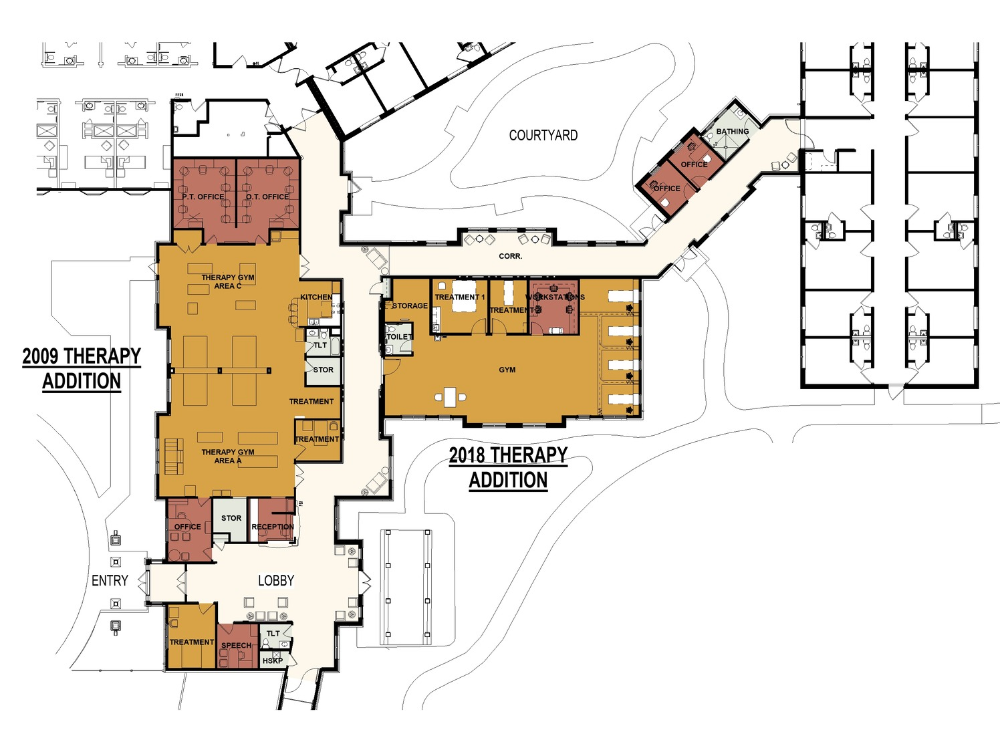 FESR
COURTYARD
BATHING
OFFICE
OFFICE
P.T. OFFICE
O.T. OFFICE
CORR.
THERAPY GYM
AREA C
KITCHEN
STORAGE
TREATMENT 1
TREATMENT
WORKSTATIONS
TOILET
TLT
STOR
GYM
2009 THERAPY
ADDITION
TREATMENT
TREATMENT
THERAPY GYM
AREA A
2018 THERAPY
ADDITION
OFFICE
STOR
RECEPTION
ENTRY
LOBBY
TREATMENT
SPEECH
TLT
HSKP